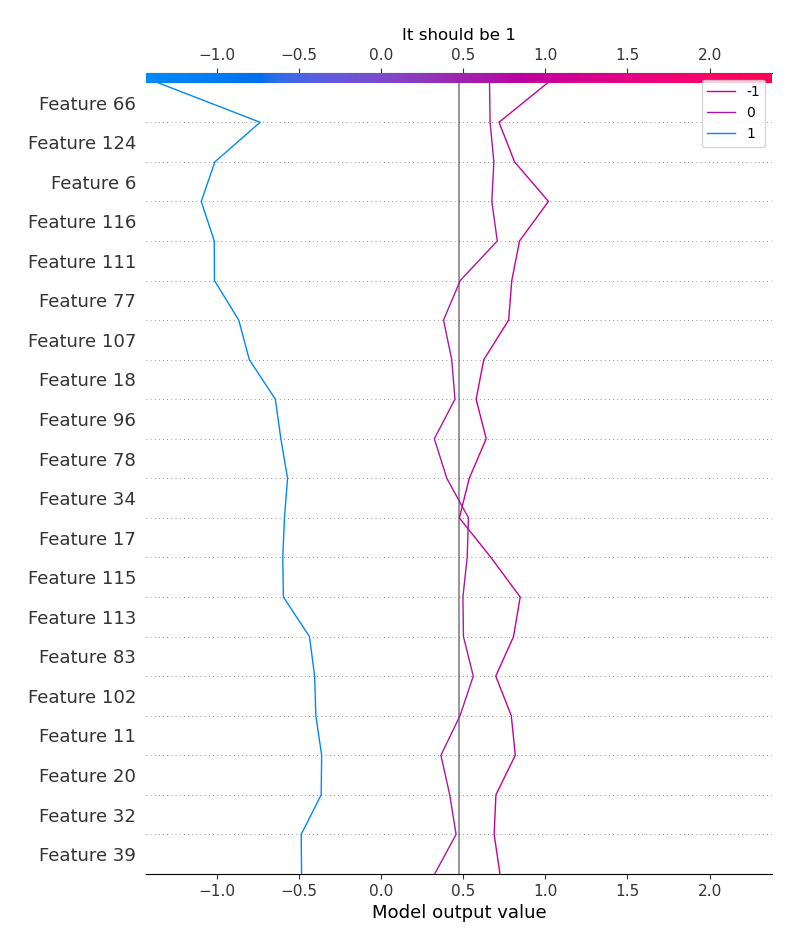 It should be 1
−1.0 −0.5 0.0 0.5 1.0 1.5 2.0
-1
0
1
Feature 66
Feature 124
Feature 6
Feature 116
Feature 111
Feature 77
Feature 107
Feature 18
Feature 96
Feature 78
Feature 34
Feature 17
Feature 115
Feature 113
Feature 83
Feature 102
Feature 11
Feature 20
Feature 32
Feature 39
−1.0 −0.5 0.0 0.5 1.0 1.5 2.0
Model output value